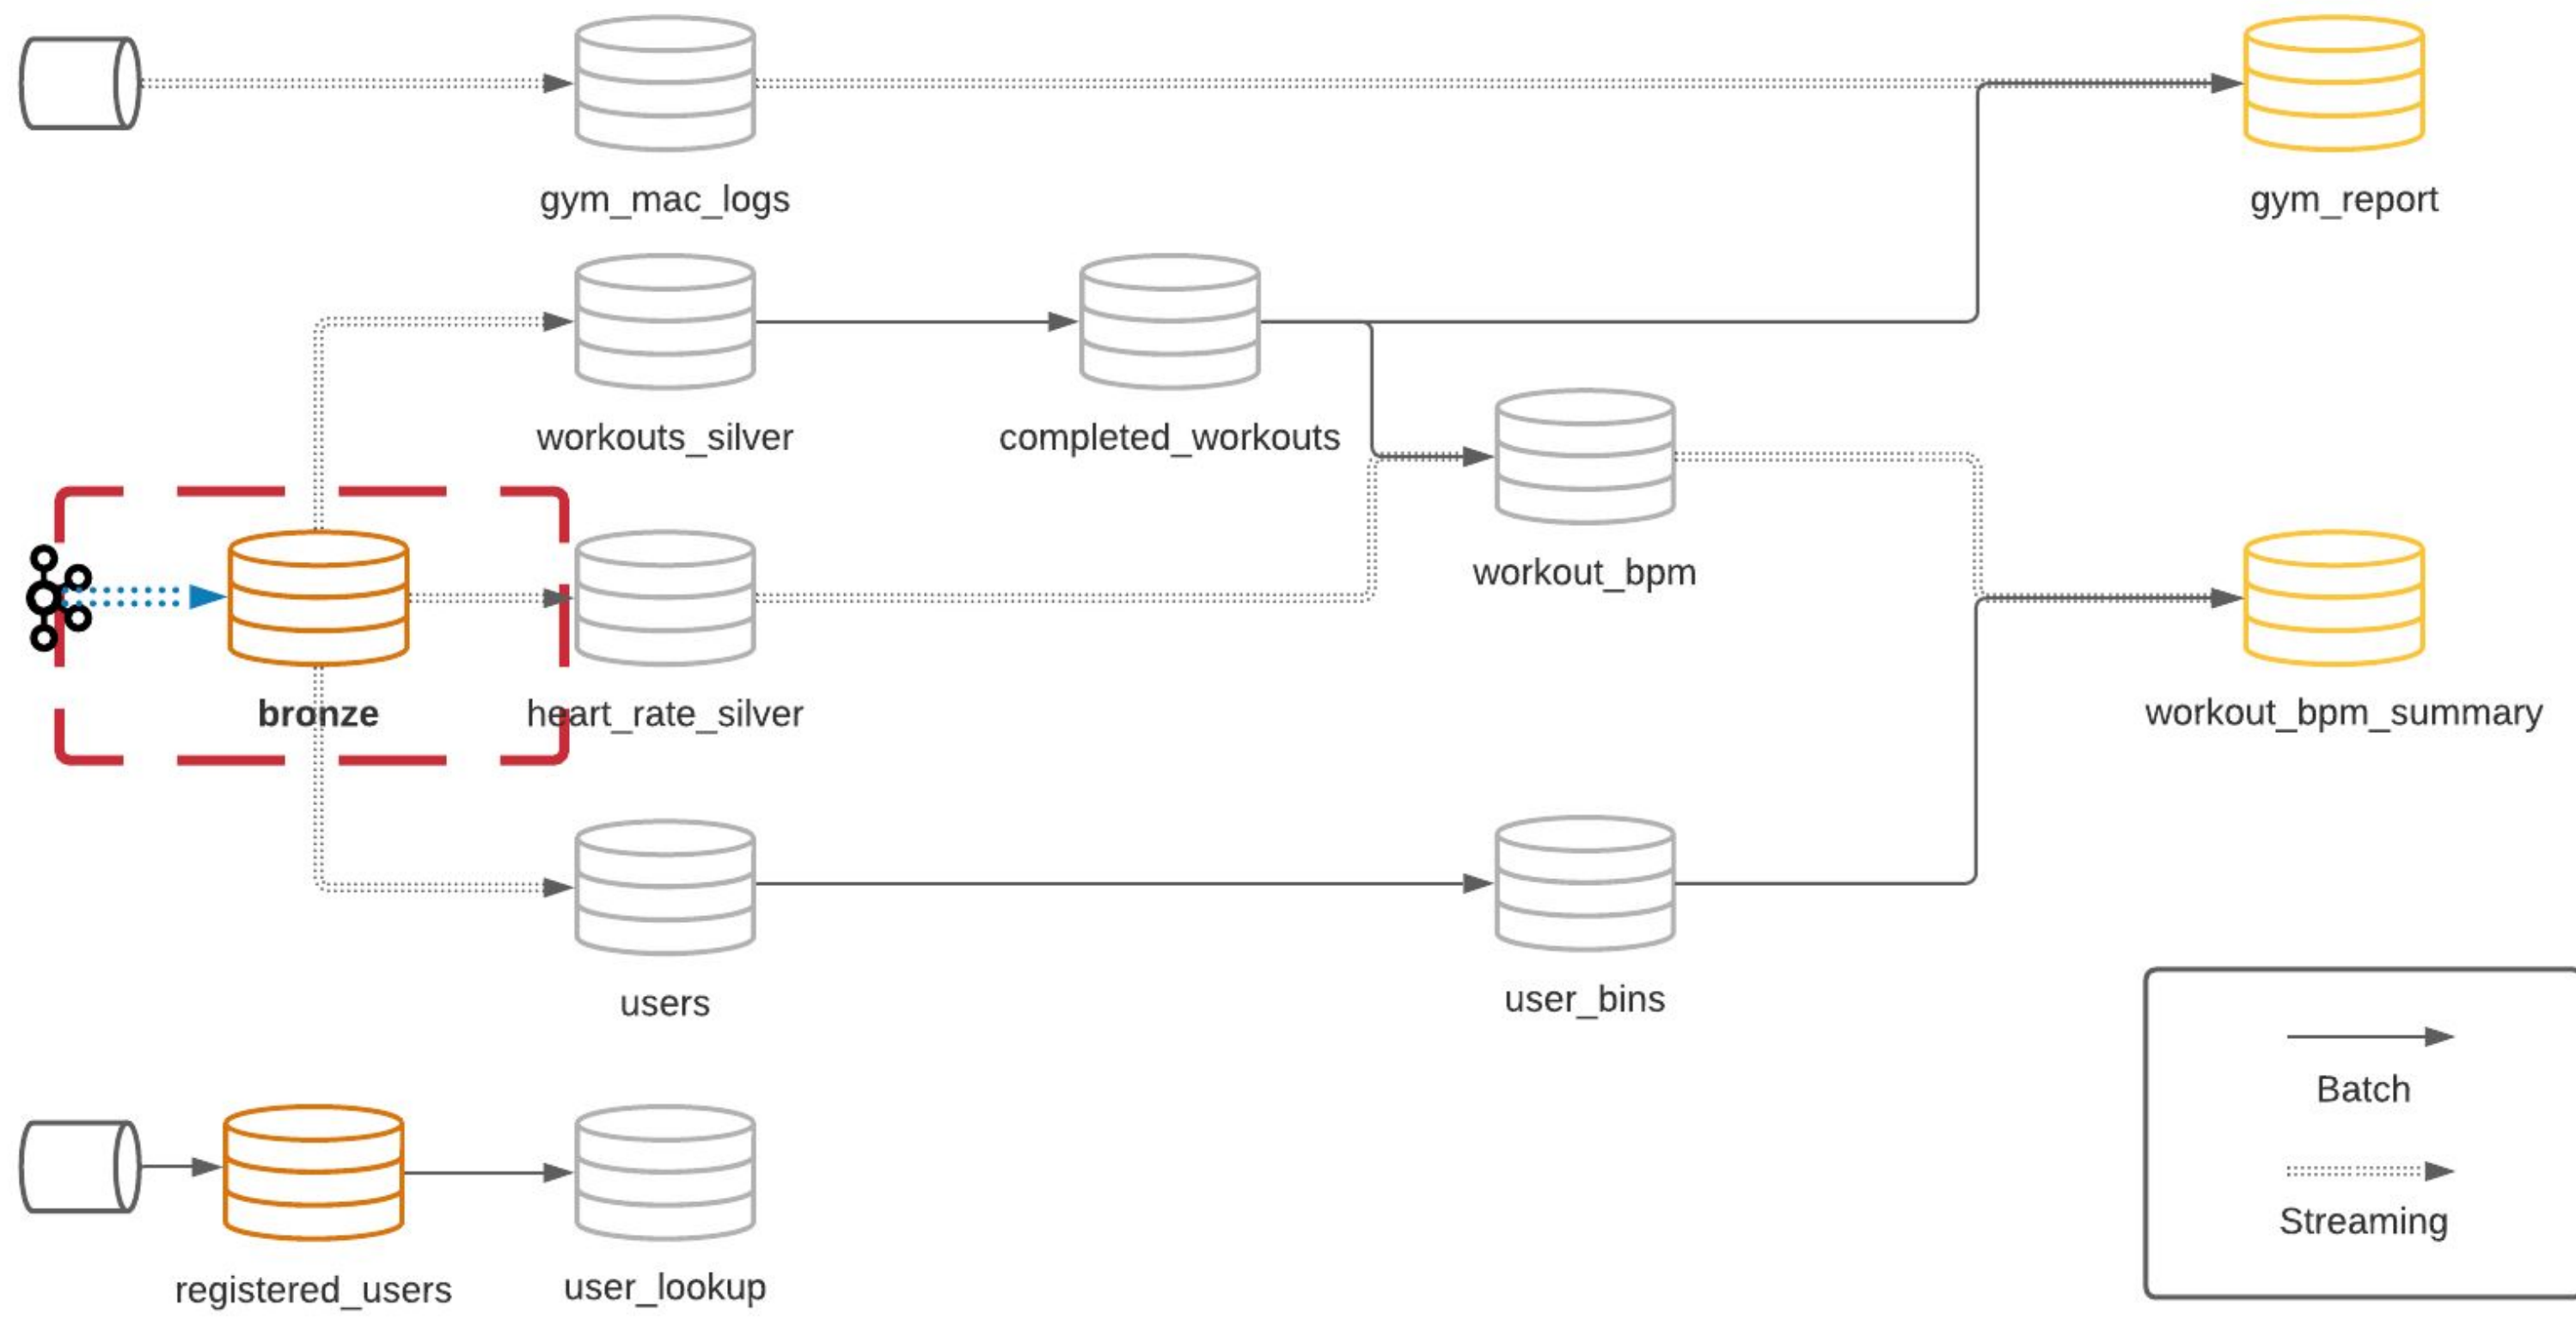 gym_mac_logs
gym_report
workouts_silver
completed_workouts
workout_bpm
bronze
heart_rate_silver
workout_bpm_summary
users
user_bins
Batch
Streaming
registered_users
user_lookup